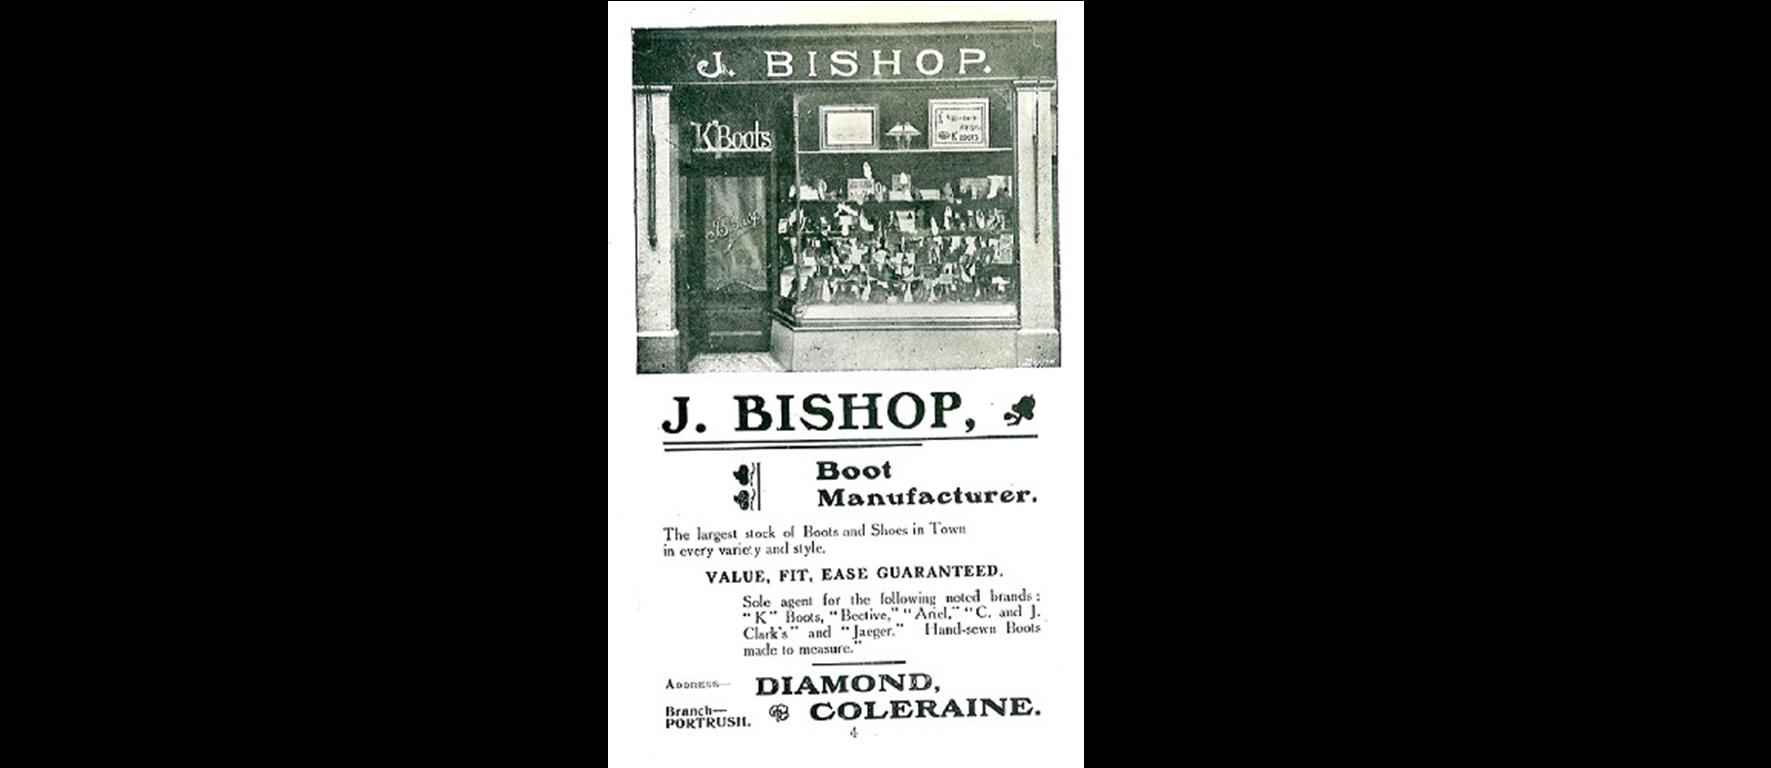 J. BISHOP.
"K" Boots
Bishop
K BOOTS
J. BISHOP,
Boot
Manufacturer.
The largest stock of Boots and Shoes in Town
in every variety and style.
VALUE, FIT, EASE GUARANTEED.
Sole agent for the following noted brands:
"K" Boots, "Bective," "Ariel," "C. and J.
Clark's" and "Jaeger." Hand-sewn Boots
made to measure."
Address—
DIAMOND,
Branch—
PORTRUSH.
COLERAINE.
4